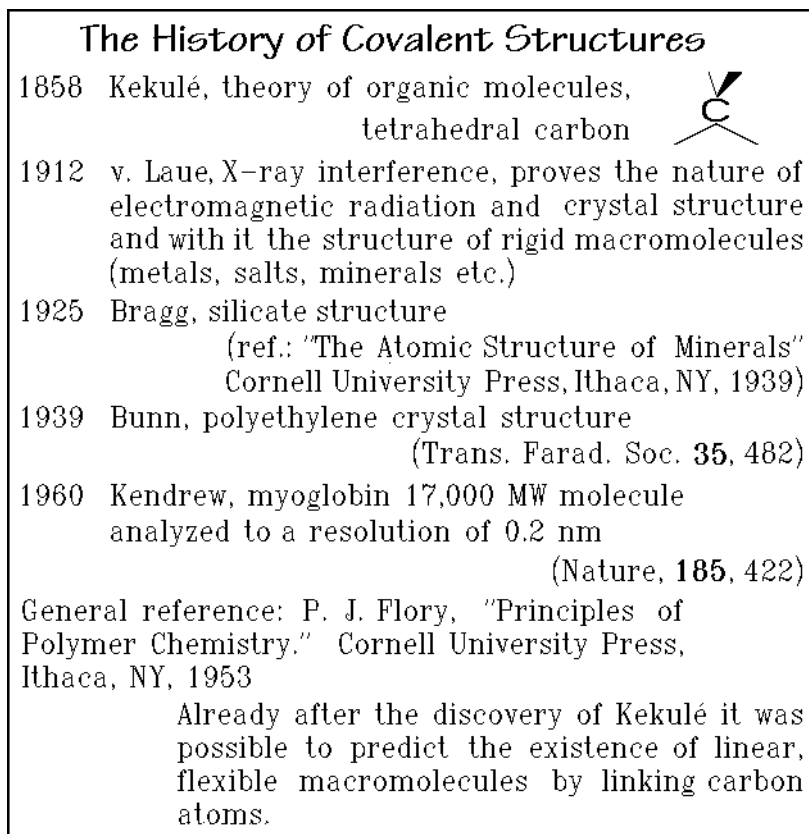 The History of Covalent Structures
1858 Kekulé, theory of organic molecules,
tetrahedral carbon
C
1912 v. Laue, X-ray interference, proves the nature of
electromagnetic radiation and crystal structure
and with it the structure of rigid macromolecules
(metals, salts, minerals etc.)
1925 Bragg, silicate structure
(ref.: "The Atomic Structure of Minerals"
Cornell University Press, Ithaca, NY, 1939)
1939 Bunn, polyethylene crystal structure
(Trans. Farad. Soc. 35, 482)
1960 Kendrew, myoglobin 17,000 MW molecule
analyzed to a resolution of 0.2 nm
(Nature, 185, 422)
General reference: P. J. Flory, "Principles of
Polymer Chemistry." Cornell University Press,
Ithaca, NY, 1953
Already after the discovery of Kekulé it was
possible to predict the existence of linear,
flexible macromolecules by linking carbon
atoms.